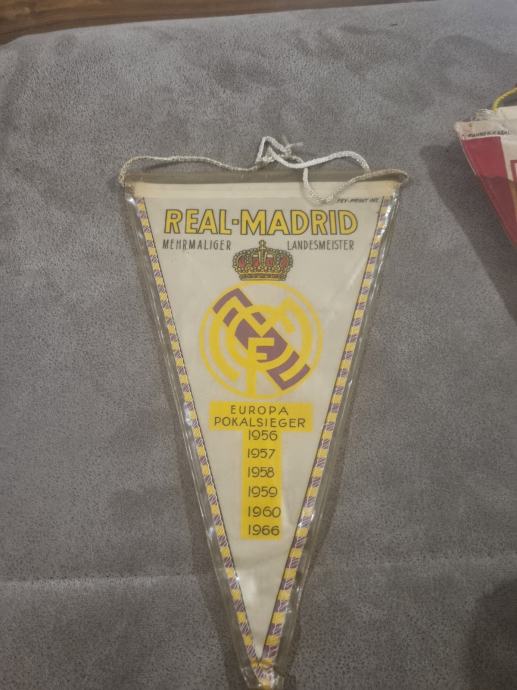 REAL-MADRID
MEHRMALIGER LANDESMEISTER
EUROPA
POKALSIEGER
1956
1957
1958
1959
1960
1966